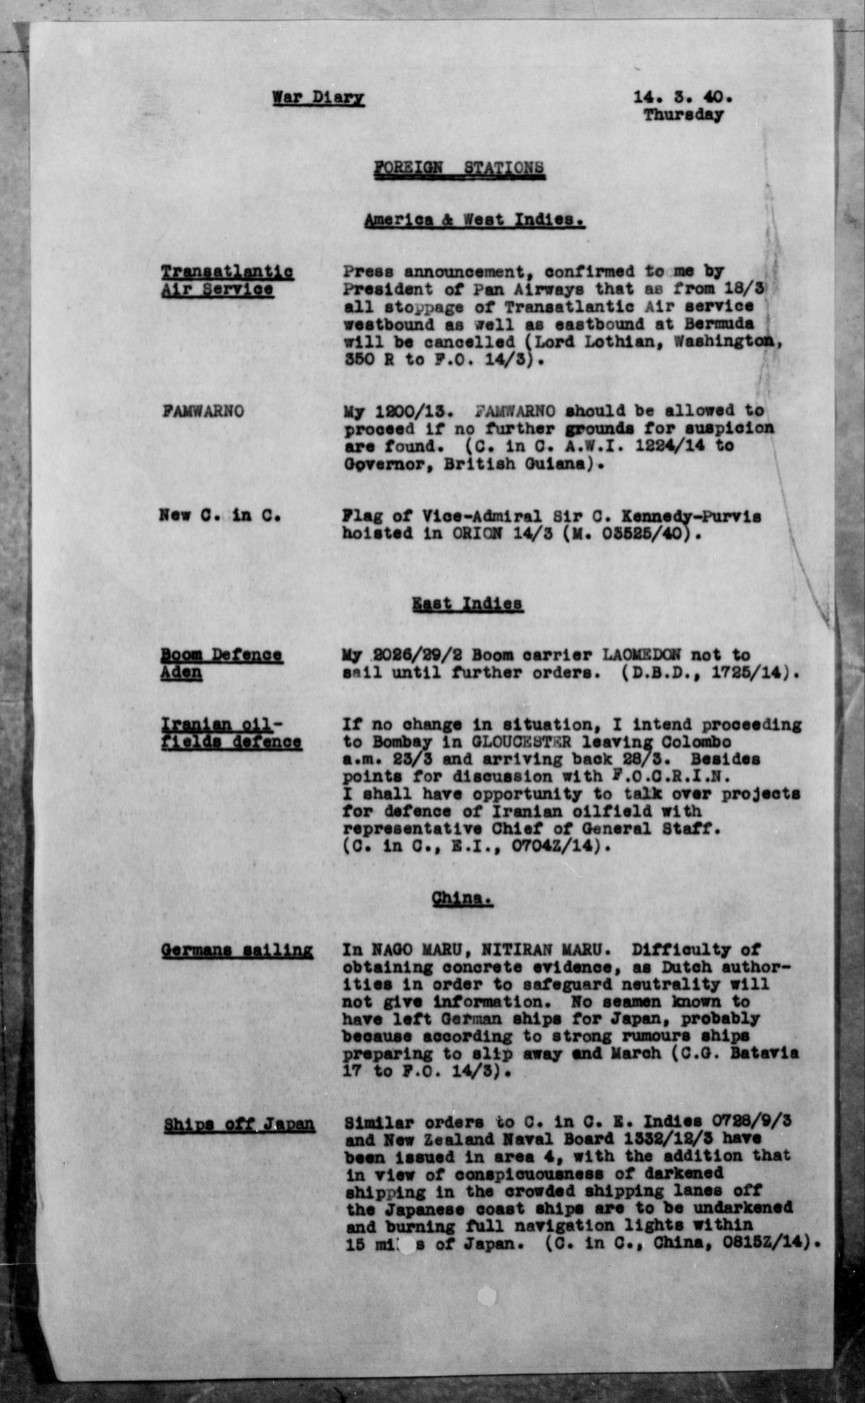 War Diary 14. 3. 40.
Thursday
FOREIGN STATIONS
America & West Indies.
Transatlantic Press announcement, confirmed to me by
Air Service President of Pan Airways that as from 18/3
all stoppage of Transatlantic Air service
westbound as well as eastbound at Bermuda
will be cancelled (Lord Lothian, Washington,
350 R to F.O. 14/3).
FAMWARNO My 1200/13. FAMWARNO should be allowed to
proceed if no further grounds for suspicion
are found. (C. in C. A.W.I. 1224/14 to
Governor, British Guiana).
New C. in C. Flag of Vice-Admiral Sir C. Kennedy-Purvis
hoisted in ORION 14/3 (M. 03525/40).
East Indies
Boom Defence My 2026/29/2 Boom carrier LAOMEDON not to
Aden sail until further orders. (D.B.D., 1725/14).
Iranian oil- If no change in situation, I intend proceeding
fields defence to Bombay in GLOUCESTER leaving Colombo
a.m. 23/3 and arriving back 28/3. Besides
points for discussion with F.O.C.R.I.N.
I shall have opportunity to talk over projects
for defence of Iranian oilfield with
representative Chief of General Staff.
(C. in C., E.I., 0704Z/14).
China.
Germans sailing In NAGO MARU, NITIRAN MARU. Difficulty of
obtaining concrete evidence, as Dutch author-
ities in order to safeguard neutrality will
not give information. No seamen known to
have left German ships for Japan, probably
because according to strong rumours ships
preparing to slip away end March (C.G. Batavia
17 to F.O. 14/3).
Ships off Japan Similar orders to C. in C. E. Indies 0728/9/3
and New Zealand Naval Board 1332/12/3 have
been issued in area 4, with the addition that
in view of conspicuousness of darkened
shipping in the crowded shipping lanes off
the Japanese coast ships are to be undarkened
and burning full navigation lights within
15 mi s of Japan. (C. in C., China, 0815Z/14).